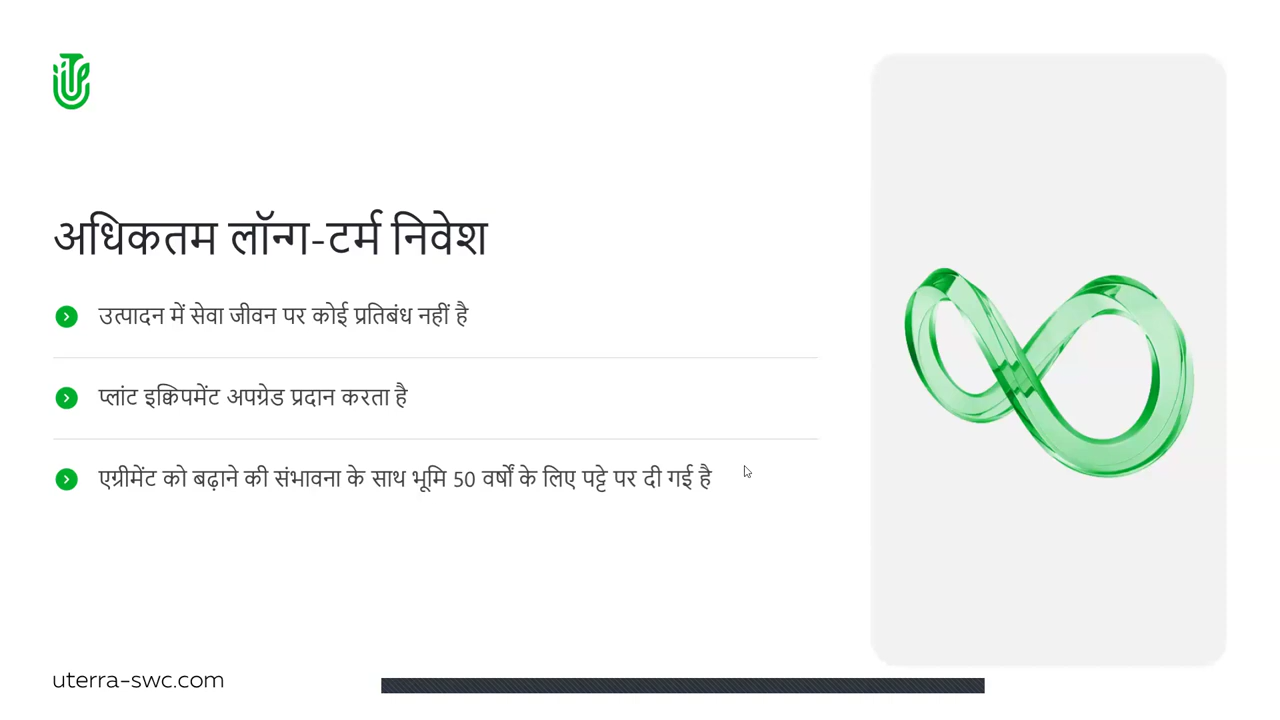 अधिकतम लॉन्ग-टर्म निवेश
उत्पादन में सेवा जीवन पर कोई प्रतिबंध नहीं है
प्लांट इक्विपमेंट अपग्रेड प्रदान करता है
एग्रीमेंट को बढ़ाने की संभावना के साथ भूमि 50 वर्षों के लिए पट्टे पर दी गई है
uterra-swc.com